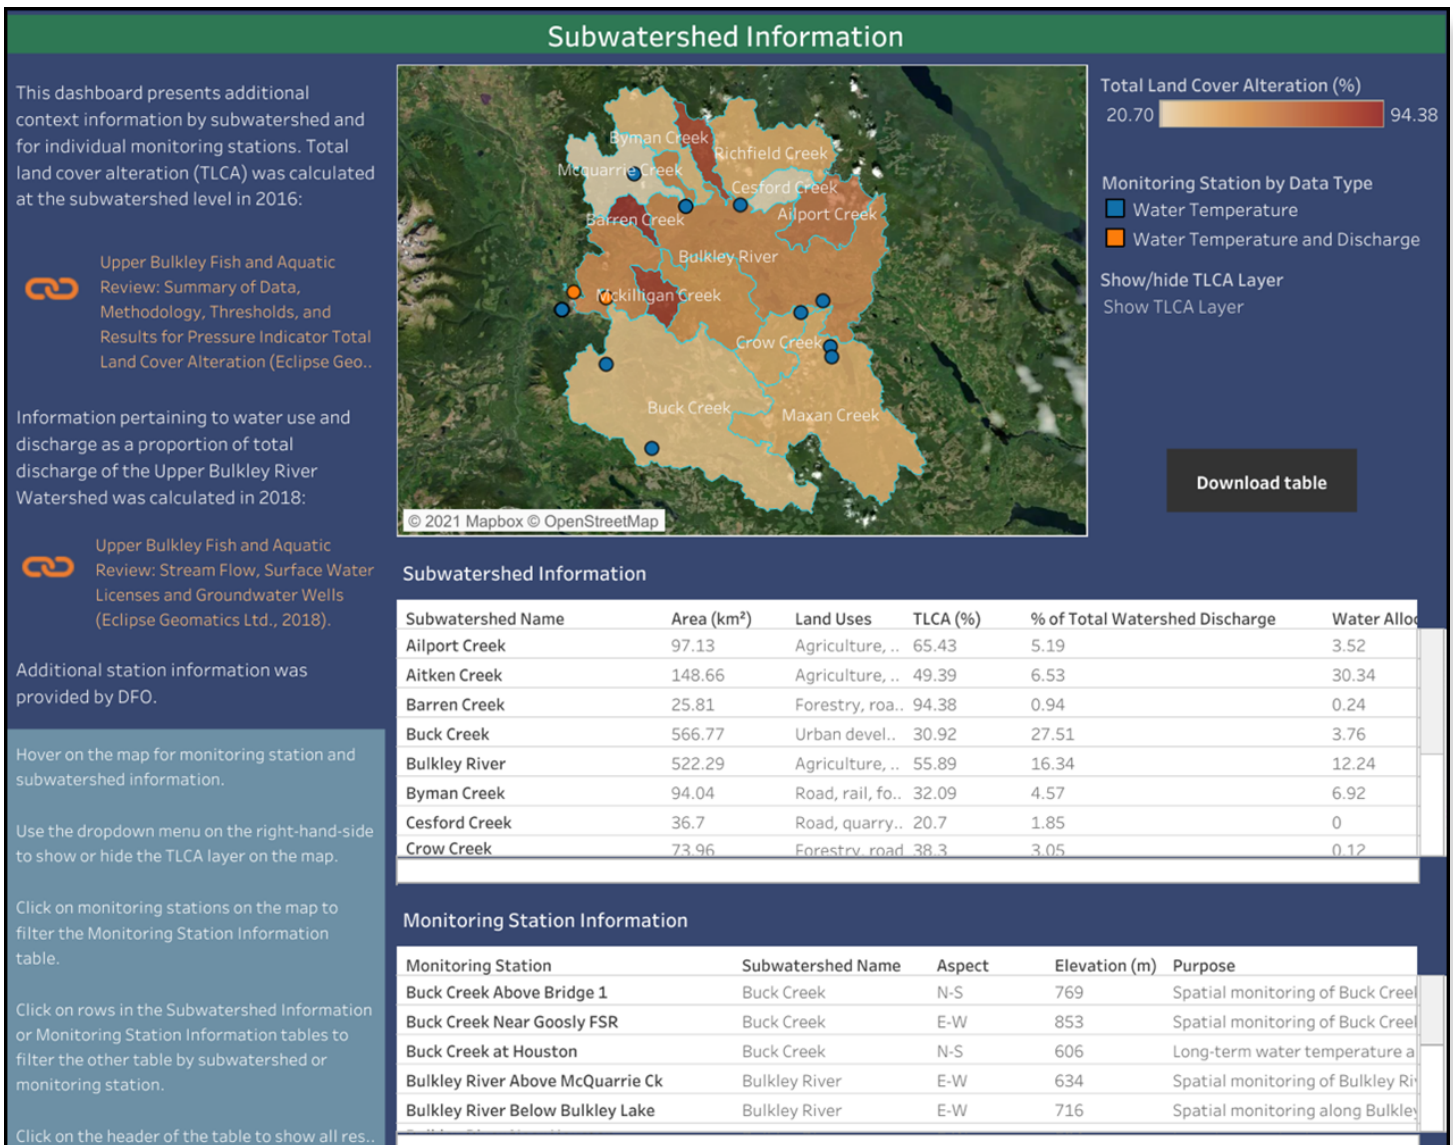 Subwatershed Information
This dashboard presents additional
context information by subwatershed and
for individual monitoring stations. Total
land cover alteration (TLCA) was calculated
at the subwatershed level in 2016:
Upper Bulkley Fish and Aquatic
Review: Summary of Data,
Methodology, Thresholds, and
Results for Pressure Indicator Total
Land Cover Alteration (Eclipse Geo..
Information pertaining to water use and
discharge as a proportion of total
discharge of the Upper Bulkley River
Watershed was calculated in 2018:
Upper Bulkley Fish and Aquatic
Review: Stream Flow, Surface Water
Licenses and Groundwater Wells
(Eclipse Geomatics Ltd., 2018).
Additional station information was
provided by DFO.
Hover on the map for monitoring station and
subwatershed information.
Use the dropdown menu on the right-hand-side
to show or hide the TLCA layer on the map.
Click on monitoring stations on the map to
filter the Monitoring Station Information
table.
Click on rows in the Subwatershed Information
or Monitoring Station Information tables to
filter the other table by subwatershed or
monitoring station.
Click on the header of the table to show all res..
Byman Creek
Richfield Creek
Mcquarrie Creek
Cesford Creek
Barren Creek
Ailport Creek
Bulkley River
Mckilligan Creek
Crow Creek
Buck Creek
Maxan Creek
© 2021 Mapbox © OpenStreetMap
Total Land Cover Alteration (%)
20.70 94.38
Monitoring Station by Data Type
Water Temperature
Water Temperature and Discharge
Show/hide TLCA Layer
Show TLCA Layer
Download table
Subwatershed Information
Subwatershed Name Area (km²) Land Uses TLCA (%) % of Total Watershed Discharge Water Alloc
Ailport Creek 97.13 Agriculture, .. 65.43 5.19 3.52
Aitken Creek 148.66 Agriculture, .. 49.39 6.53 30.34
Barren Creek 25.81 Forestry, roa.. 94.38 0.94 0.24
Buck Creek 566.77 Urban devel.. 30.92 27.51 3.76
Bulkley River 522.29 Agriculture, .. 55.89 16.34 12.24
Byman Creek 94.04 Road, rail, fo.. 32.09 4.57 6.92
Cesford Creek 36.7 Road, quarry.. 20.7 1.85 0
Crow Creek 73.96 Forestry, road 38.3 3.05 0.12
Monitoring Station Information
Monitoring Station Subwatershed Name Aspect Elevation (m) Purpose
Buck Creek Above Bridge 1 Buck Creek N-S 769 Spatial monitoring of Buck Creel
Buck Creek Near Goosly FSR Buck Creek E-W 853 Spatial monitoring of Buck Creel
Buck Creek at Houston Buck Creek N-S 606 Long-term water temperature a
Bulkley River Above McQuarrie Ck Bulkley River E-W 634 Spatial monitoring of Bulkley Ri
Bulkley River Below Bulkley Lake Bulkley River E-W 716 Spatial monitoring along Bulkley